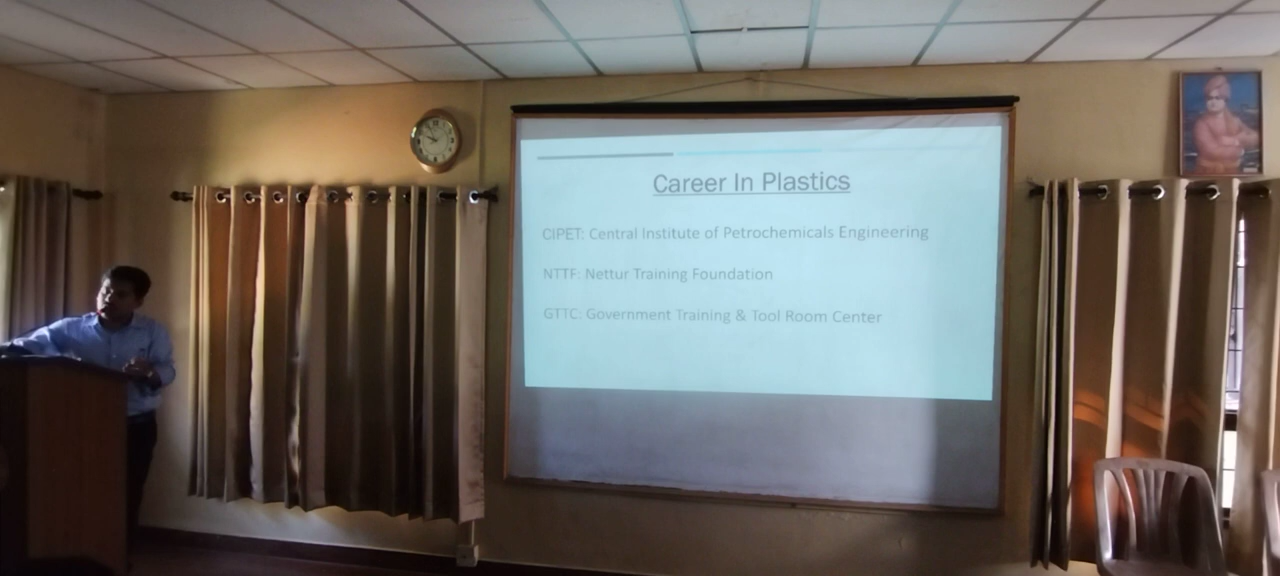 Career In Plastics
CIPET: Central Institute of Petrochemicals Engineering
NTTF: Nettur Training Foundation
GTTC: Government Training & Tool Room Center